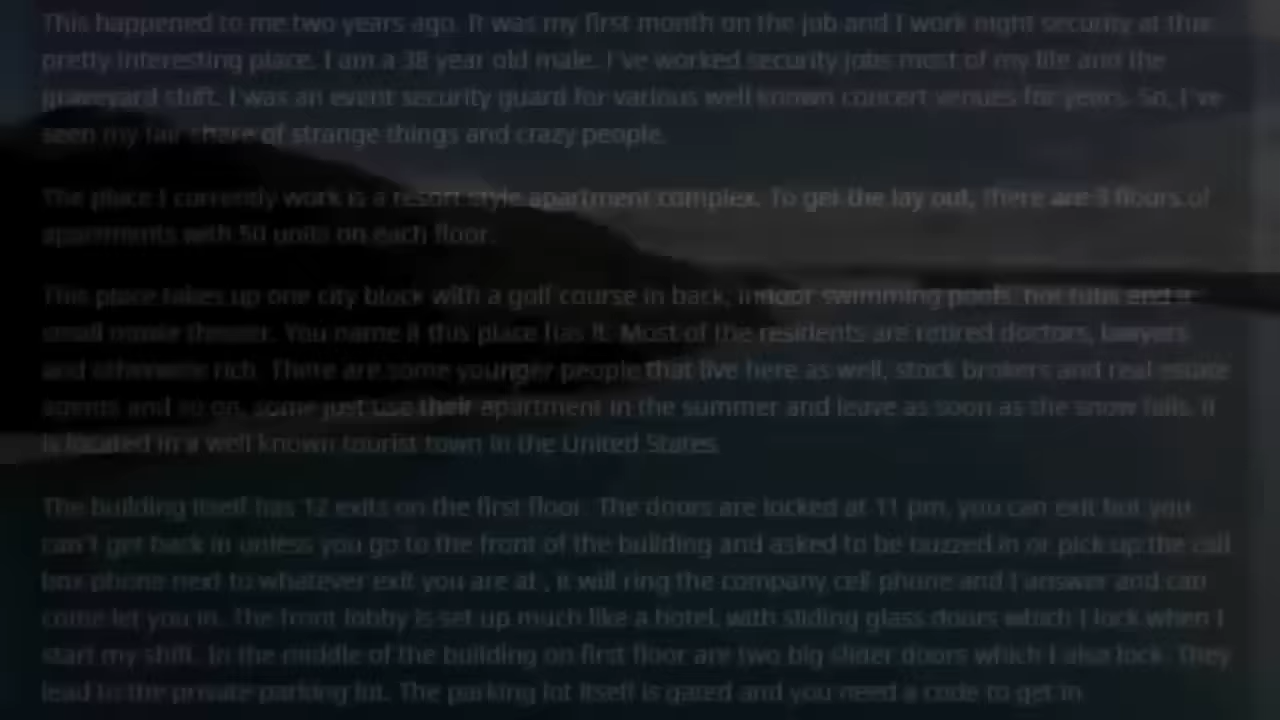 This happened to me two years ago. It was my first month on the job and I work night security at this
pretty interesting place. I am a 38 year old male. I've worked security jobs most of my life and the
graveyard shift. I was an event security guard for various well known concert venues for years. So, I've
seen my fair share of strange things and crazy people.
The place I currently work is a resort style apartment complex. To get the lay out, there are 3 floors of
apartments with 50 units on each floor.
This place takes up one city block with a golf course in back, indoor swimming pools, hot tubs and a
small movie theater. You name it this place has it. Most of the residents are retired doctors, lawyers
and otherwise rich. There are some younger people that live here as well, stock brokers and real estate
agents and so on, some just use their apartment in the summer and leave as soon as the snow falls. It
is located in a well known tourist town in the United States.
The building itself has 12 exits on the first floor. The doors are locked at 11 pm, you can exit but you
can't get back in unless you go to the front of the building and asked to be buzzed in or pick up the call
box phone next to whatever exit you are at , it will ring the company cell phone and I answer and can
come let you in. The front lobby is set up much like a hotel, with sliding glass doors which I lock when I
start my shift. In the middle of the building on first floor are two big slider doors which I also lock. They
lead to the private parking lot. The parking lot itself is gated and you need a code to get in.